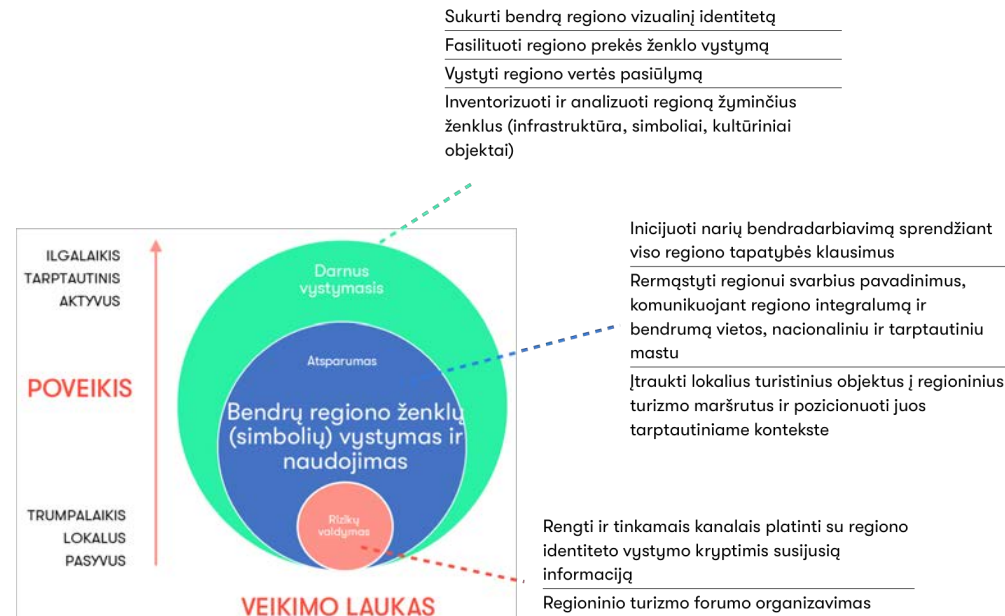 Sukurti bendrą regiono vizualinį identitetą
Fasilituoti regiono prekės ženklo vystymą
Vystyti regiono vertės pasiūlymą
Inventorizuoti ir analizuoti regioną žyminčius
ženklus (infrastruktūra, simboliai, kultūriniai
objektai)
Inicijuoti narių bendradarbiavimą sprendžiant
viso regiono tapatybės klausimus
Rermąstyti regionui svarbius pavadinimus,
komunikuojant regiono integralumą ir
bendrumą vietos, nacionaliniu ir tarptautiniu
mastu
Įtraukti lokalius turistinius objektus į regioninius
turizmo maršrutus ir pozicionuoti juos
tarptautiniame kontekste
ILGALAIKIS
TARPTAUTINIS
AKTYVUS
POVEIKIS
TRUMPALAIKIS
LOKALUS
PASYVUS
Darnus
vystymasis
Atsparumas
Bendrų regiono ženklų
(simbolių) vystymas ir
naudojimas
Rizikų
valdymas
VEIKIMO LAUKAS
Rengti ir tinkamais kanalais platinti su regiono
identiteto vystymo kryptimis susijusią
informaciją
Regioninio turizmo forumo organizavimas